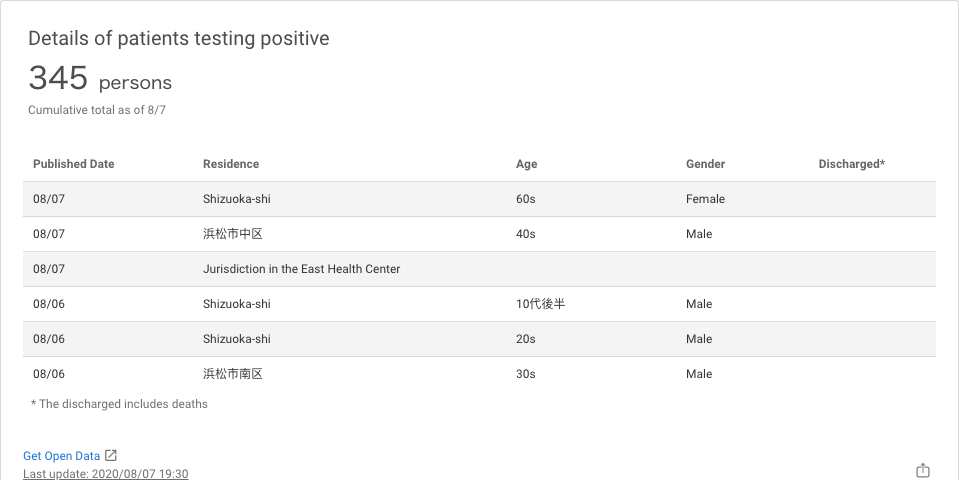 Details of patients testing positive
345 persons
Cumulative total as of 8/7
Published Date Residence Age Gender Discharged*
08/07 Shizuoka-shi 60s Female
08/07 浜松市中区 40s Male
08/07 Jurisdiction in the East Health Center
08/06 Shizuoka-shi 10代後半 Male
08/06 Shizuoka-shi 20s Male
08/06 浜松市南区 30s Male
* The discharged includes deaths
Get Open Data
Last update: 2020/08/07 19:30